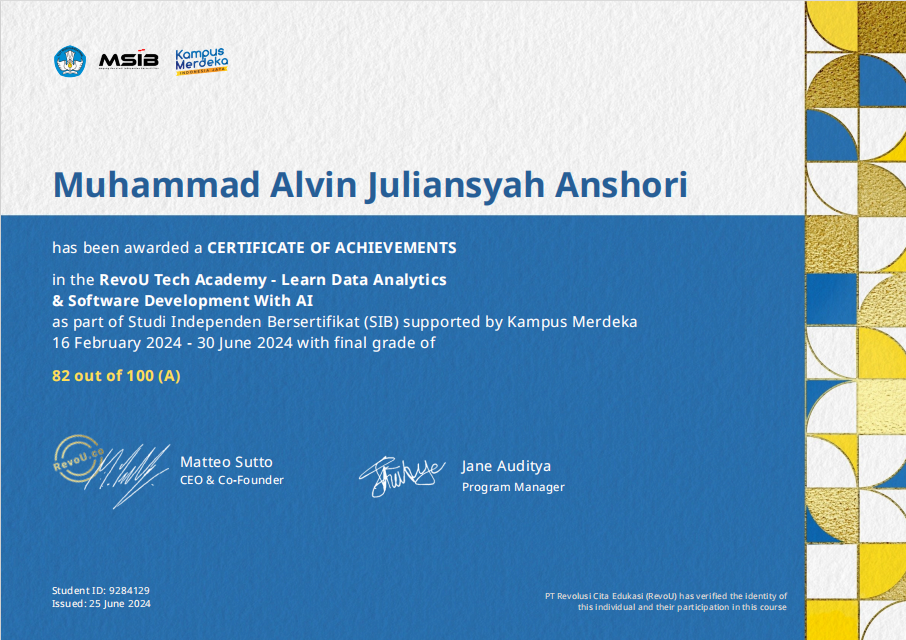 MSIB
Kampus
Merdeka
INDONESIA JAYA
Muhammad Alvin Juliansyah Anshori
has been awarded a CERTIFICATE OF ACHIEVEMENTS
in the RevoU Tech Academy - Learn Data Analytics
& Software Development With AI
as part of Studi Independen Bersertifikat (SIB) supported by Kampus Merdeka
16 February 2024 - 30 June 2024 with final grade of
82 out of 100 (A)
RevoU.co
Matteo Sutto
CEO & Co-Founder
Jane Auditya
Program Manager
Student ID: 9284129
Issued: 25 June 2024
PT Revolusi Cita Edukasi (RevoU) has verified the identity of
this individual and their participation in this course